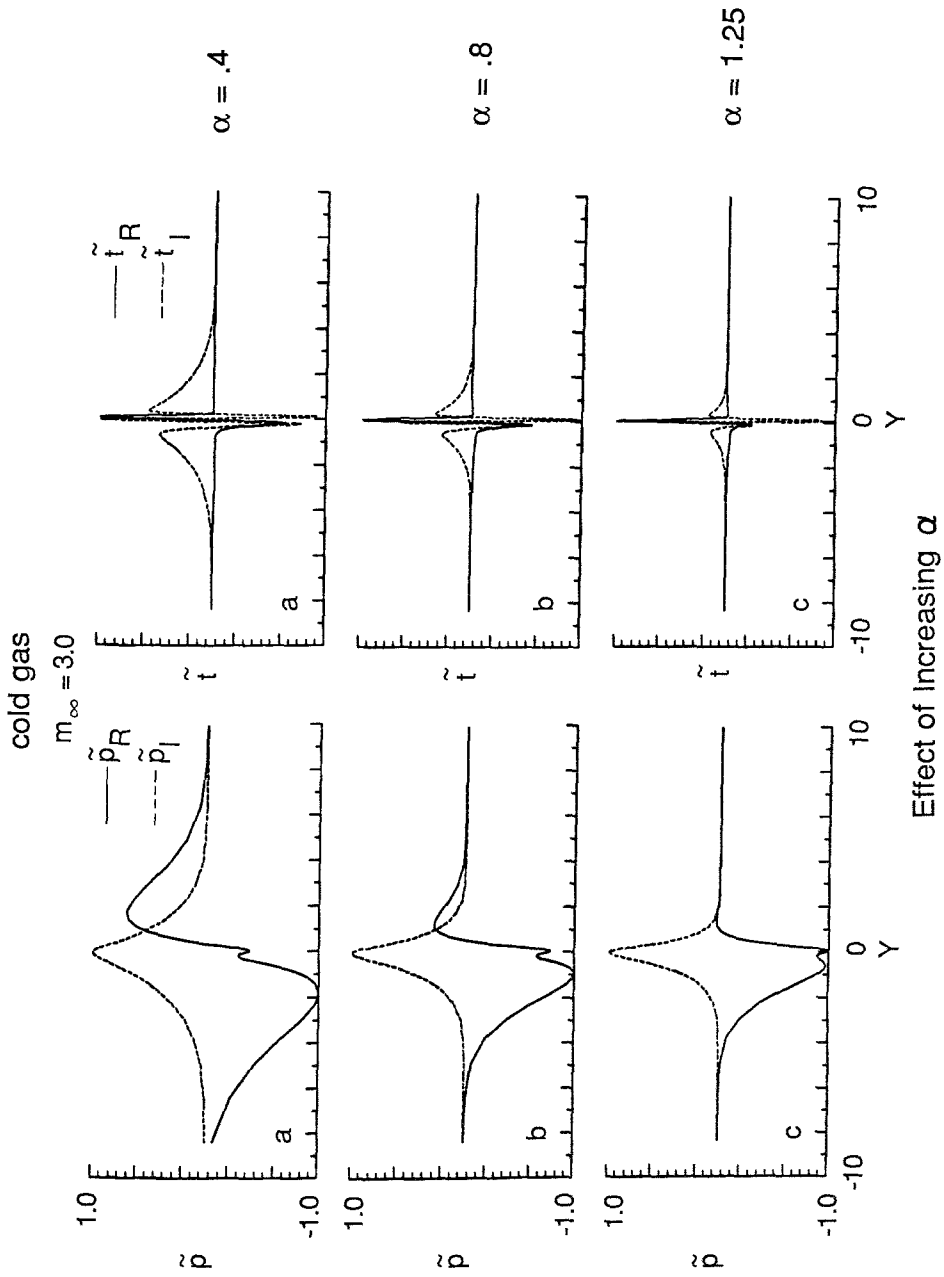 cold gas
m∞ = 3.0
p̃R
p̃I
t̃R
t̃I
1.0
p̃
-1.0
a
t̃
a
α = .4
1.0
p̃
-1.0
b
t̃
b
α = .8
1.0
p̃
-1.0
c
t̃
c
α = 1.25
-10
0
10
Y
-10
0
10
Y
Effect of Increasing α